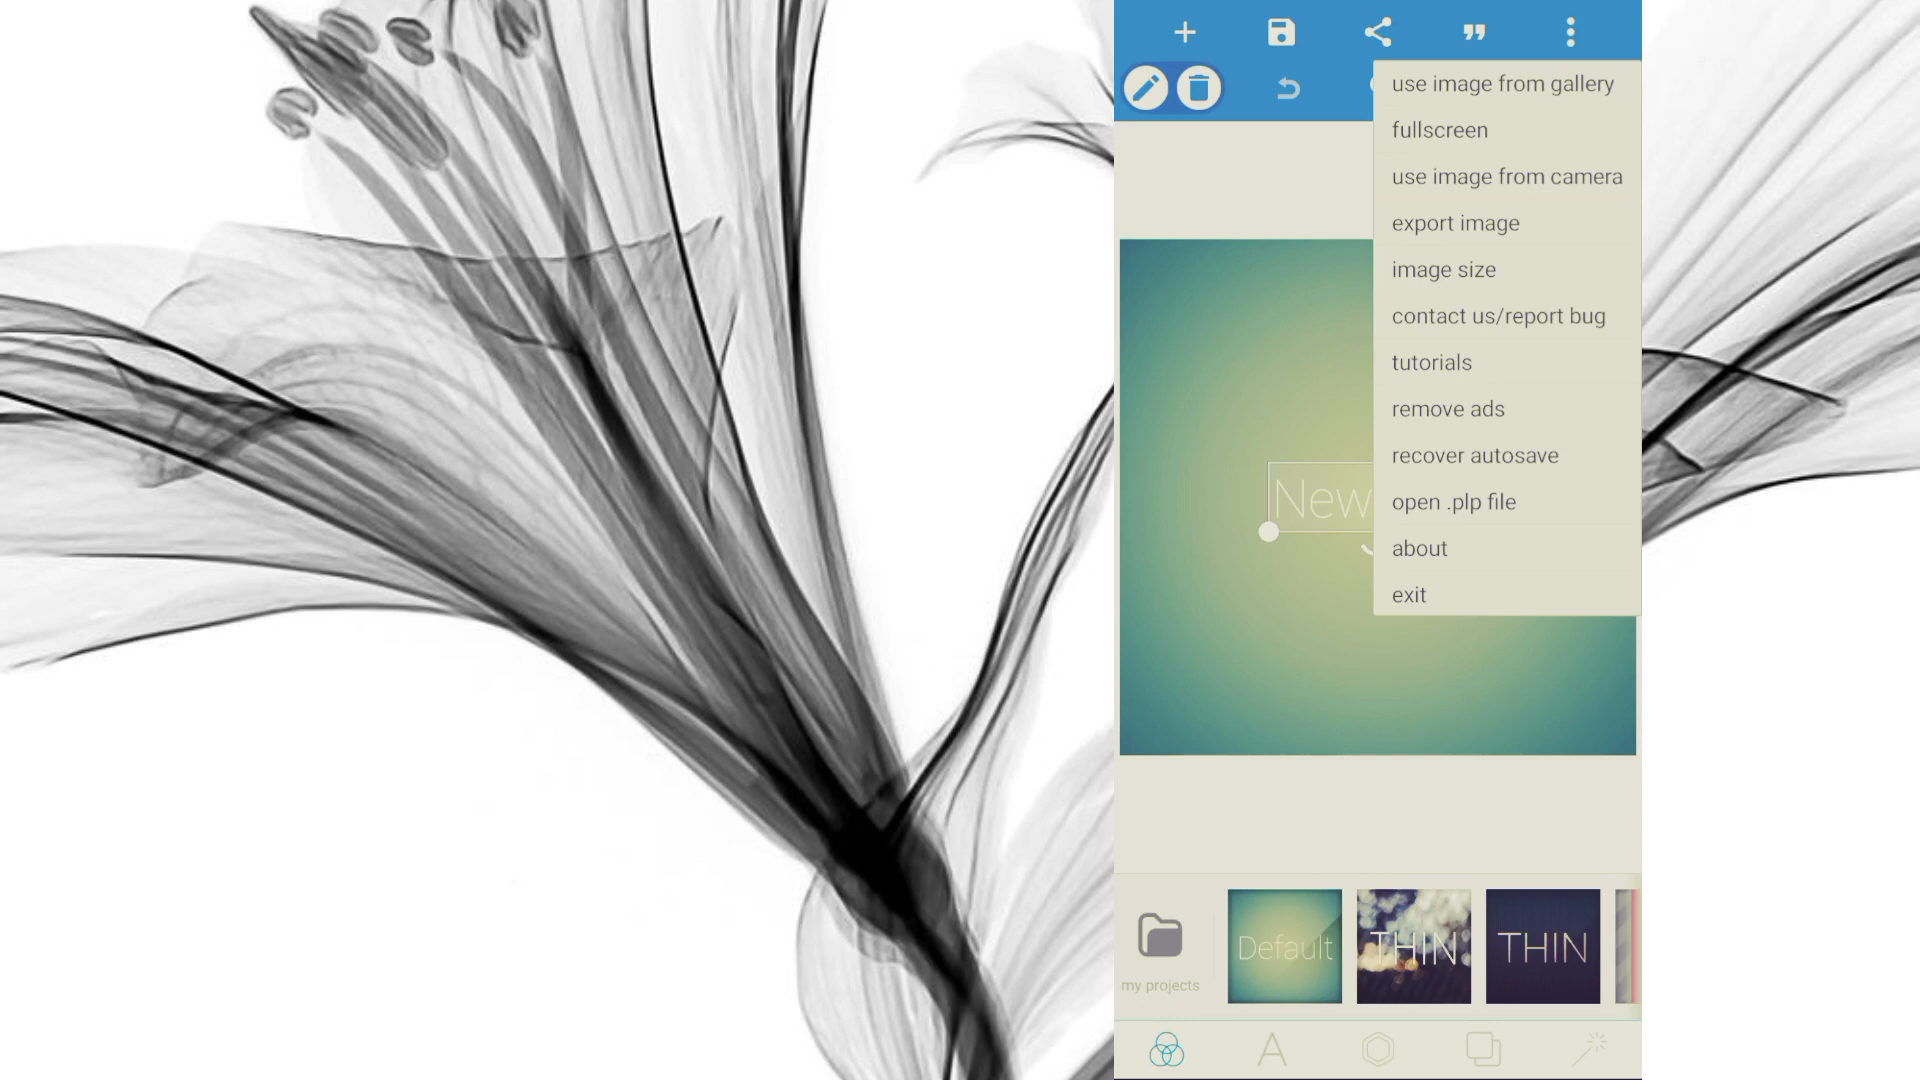 use image from gallery
fullscreen
use image from camera
export image
image size
contact us/report bug
tutorials
remove ads
recover autosave
open .plp file
about
exit
New
my projects
Default
THIN
THIN